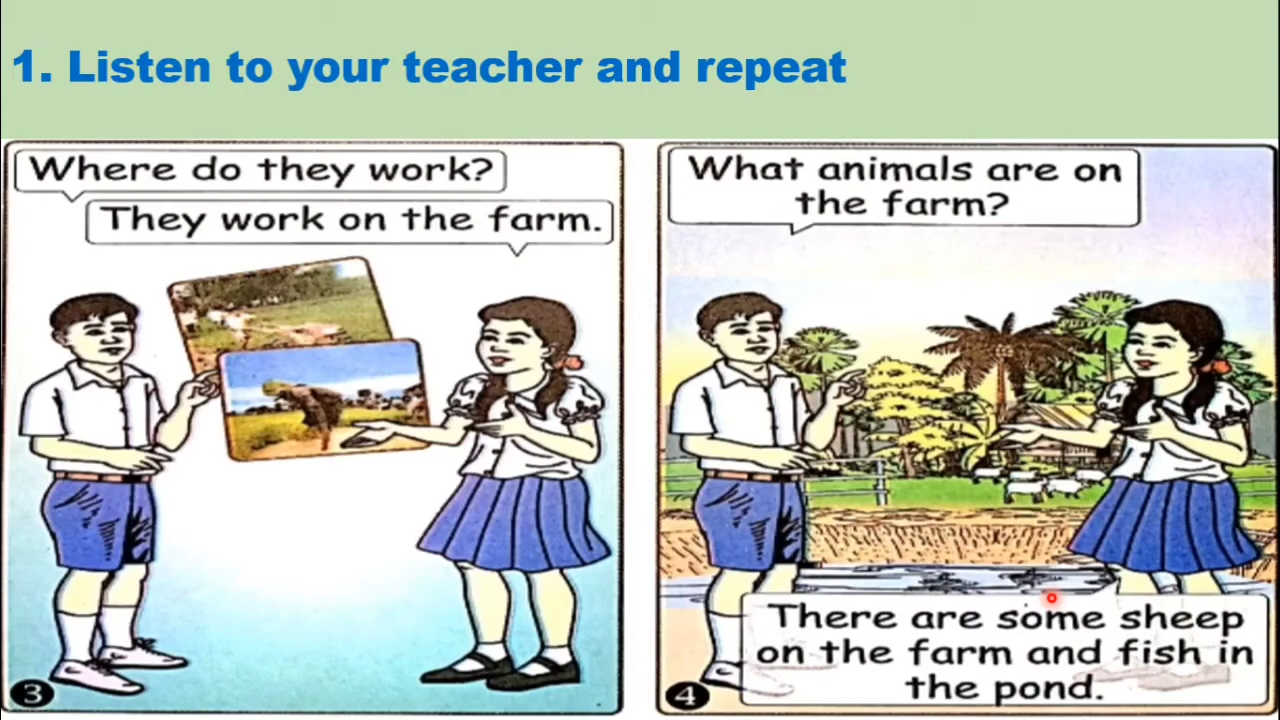 1. Listen to your teacher and repeat
Where do they work?
They work on the farm.
3
What animals are on
the farm?
There are some sheep
on the farm and fish in
the pond.
4